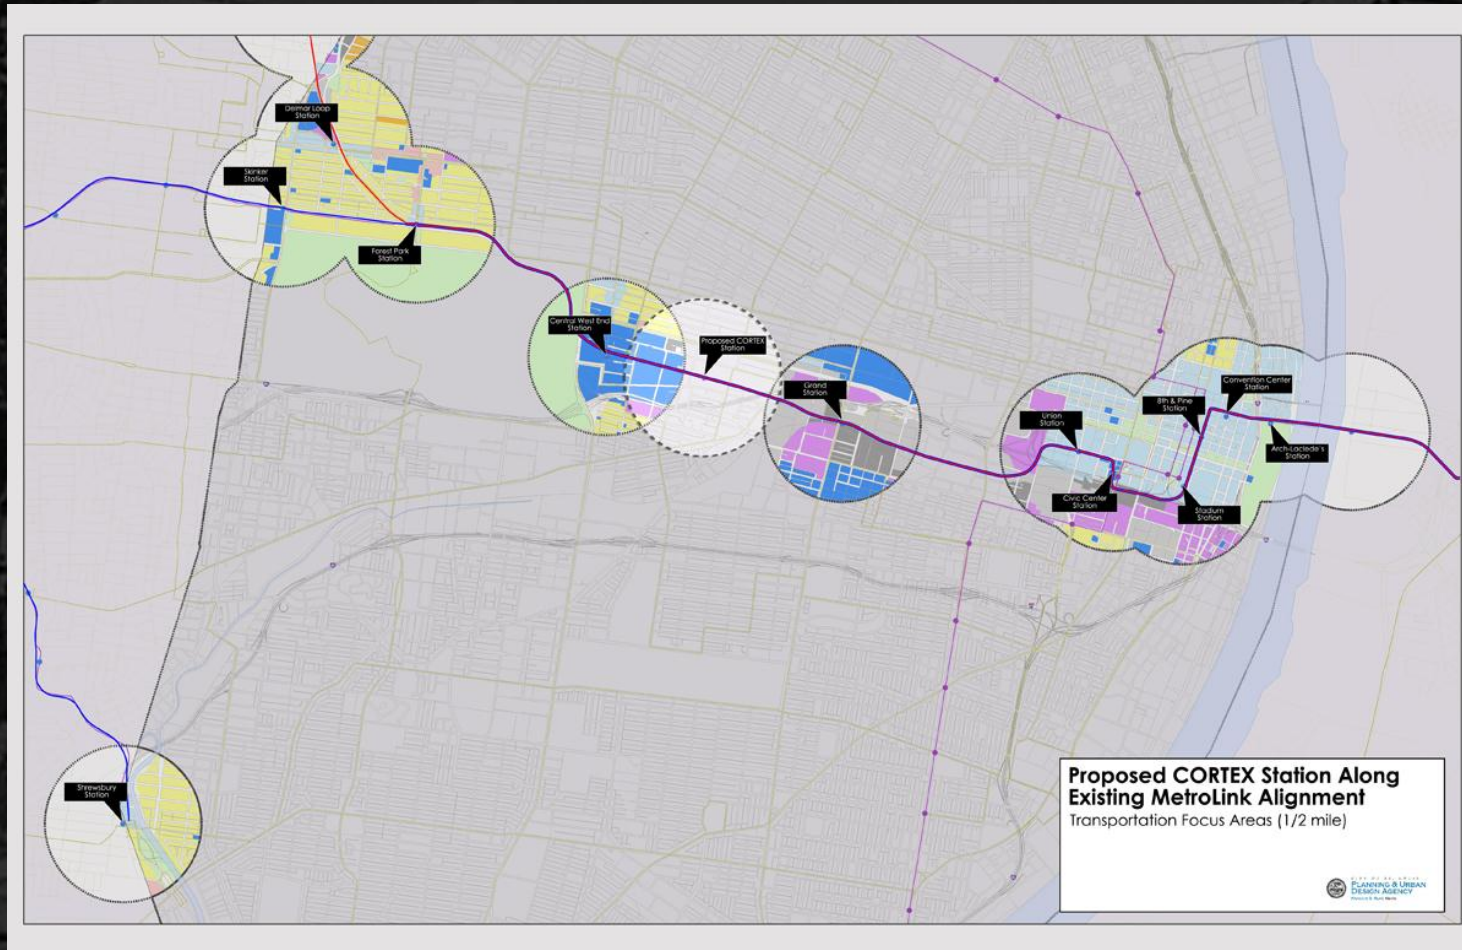 Delmar Loop
Station
Skinker
Station
Forest Park
Station
Central West End
Station
Proposed CORTEX
Station
Grand
Station
Union
Station
Civic Center
Station
8th & Pine
Station
Convention Center
Station
Arch-Laclede's
Station
Stadium
Station
Shrewsbury
Station
Proposed CORTEX Station Along
Existing MetroLink Alignment
Transportation Focus Areas (1/2 mile)
PLANNING & URBAN
DESIGN AGENCY